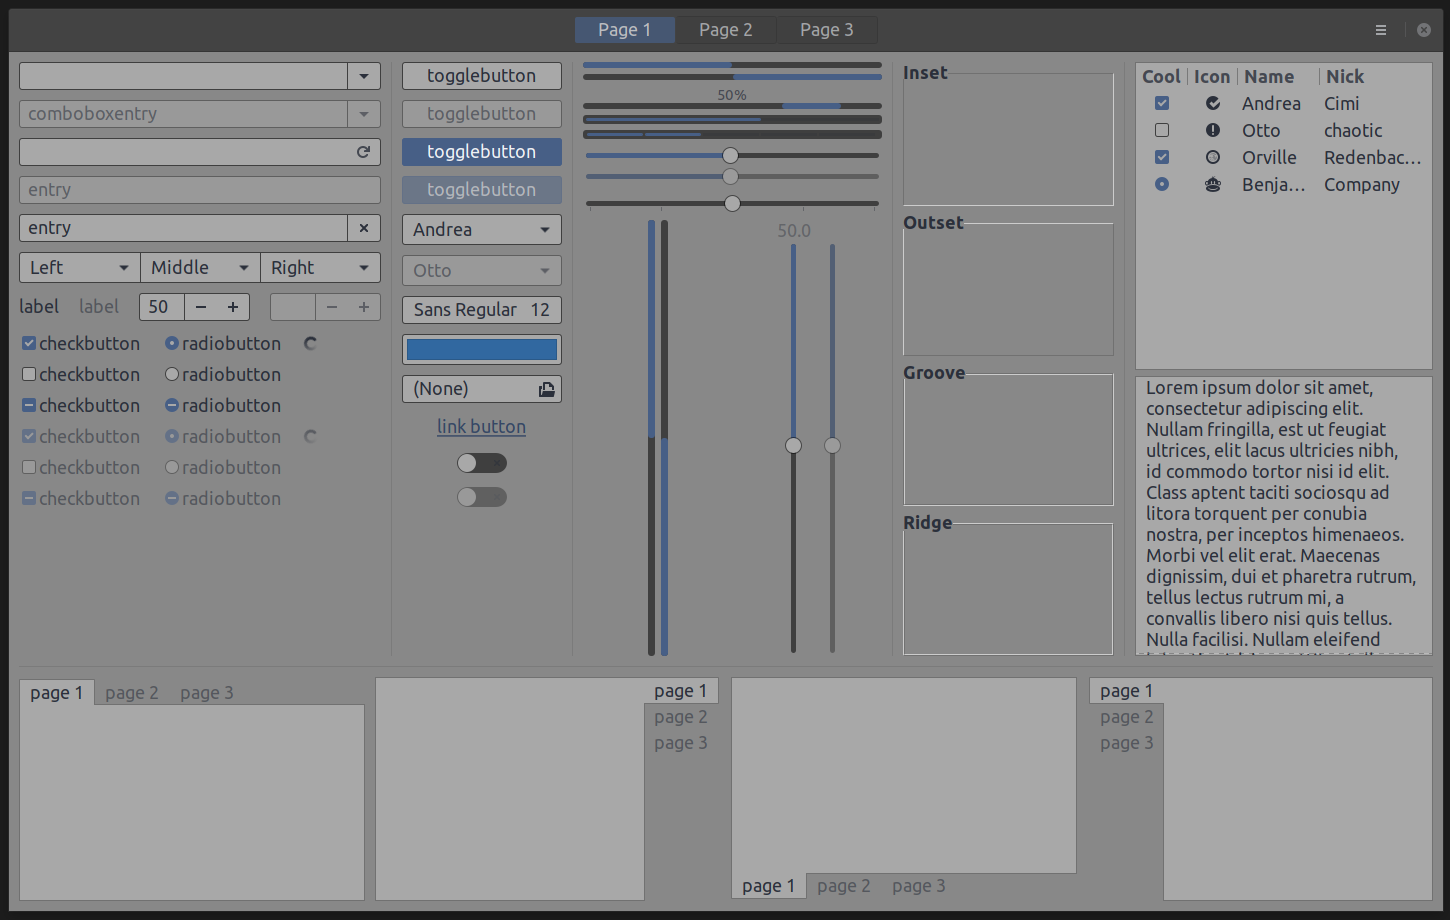 Page 1 Page 2 Page 3
comboboxentry
entry
entry
Left Middle Right
label label 50
checkbutton radiobutton
checkbutton radiobutton
checkbutton radiobutton
checkbutton radiobutton
checkbutton radiobutton
checkbutton radiobutton
togglebutton
togglebutton
togglebutton
togglebutton
Andrea
Otto
Sans Regular 12
(None)
link button
50%
50.0
Inset
Outset
Groove
Ridge
Cool Icon Name Nick
Andrea Cimi
Otto chaotic
Orville Redenbac...
Benja... Company
Lorem ipsum dolor sit amet,
consectetur adipiscing elit.
Nullam fringilla, est ut feugiat
ultrices, elit lacus ultricies nibh,
id commodo tortor nisi id elit.
Class aptent taciti sociosqu ad
litora torquent per conubia
nostra, per inceptos himenaeos.
Morbi vel elit erat. Maecenas
dignissim, dui et pharetra rutrum,
tellus lectus rutrum mi, a
convallis libero nisi quis tellus.
Nulla facilisi. Nullam eleifend
page 1 page 2 page 3
page 1
page 2
page 3
page 1 page 2 page 3
page 1
page 2
page 3